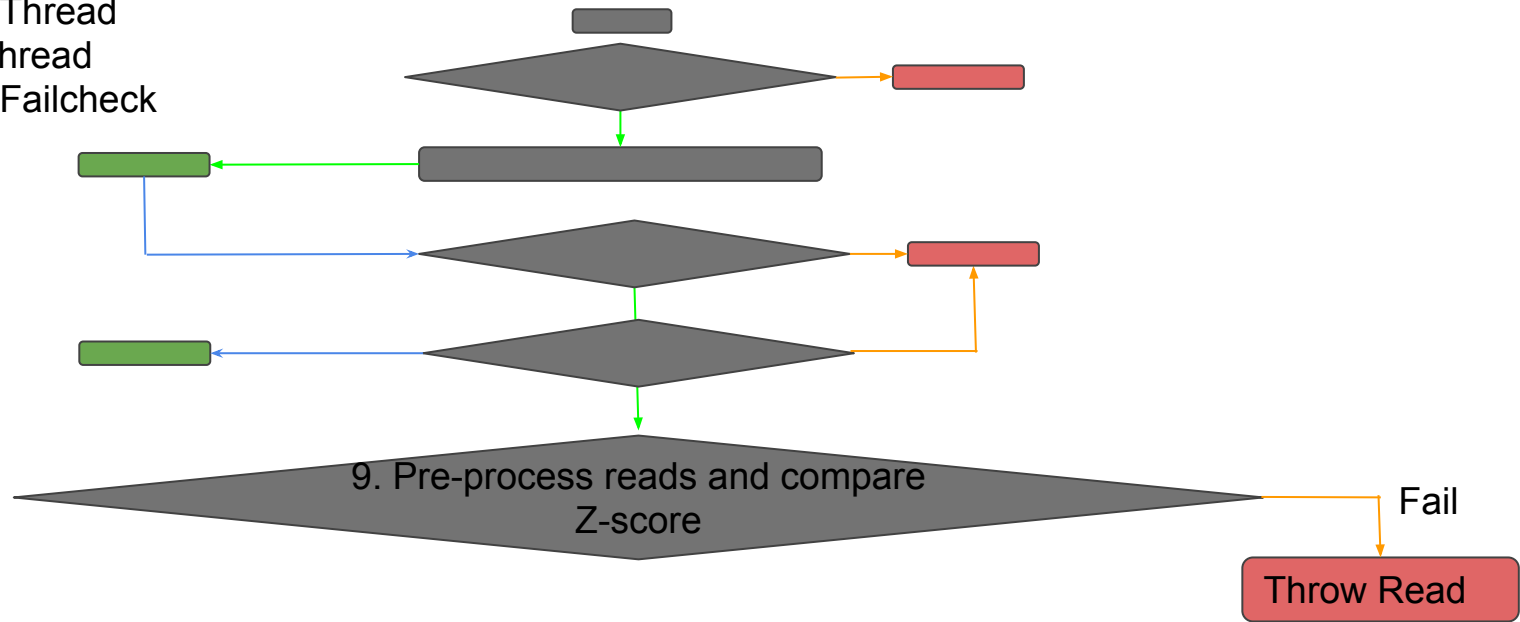 Thread
hread
Failcheck
9. Pre-process reads and compare
Z-score
Fail
Throw Read